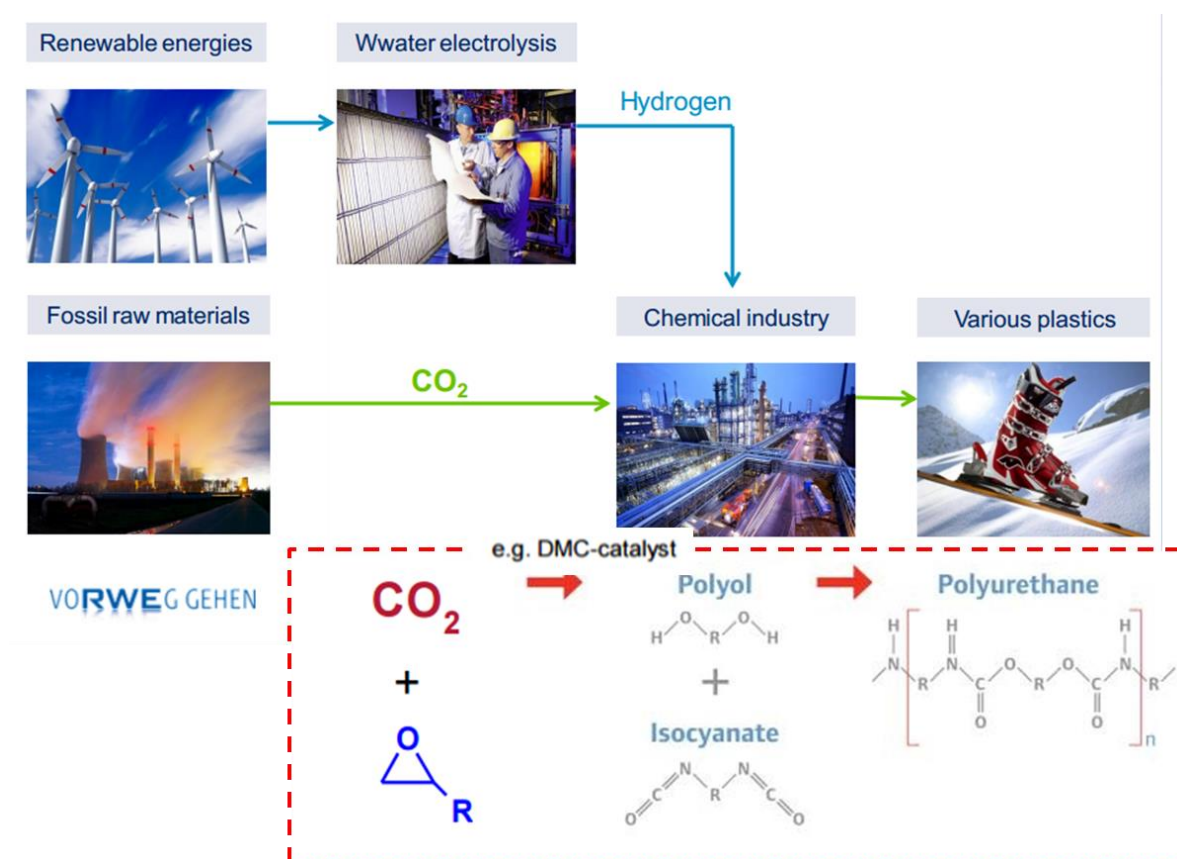 Renewable energies
Wwater electrolysis
Hydrogen
Fossil raw materials
Chemical industry
Various plastics
CO₂
e.g. DMC-catalyst
VORWEG GEHEN
CO₂
+
O
R
Polyol
H O R O H
+
Isocyanate
O C N R N C O
Polyurethane
H H H
N R N C O R O C N R
O O
n